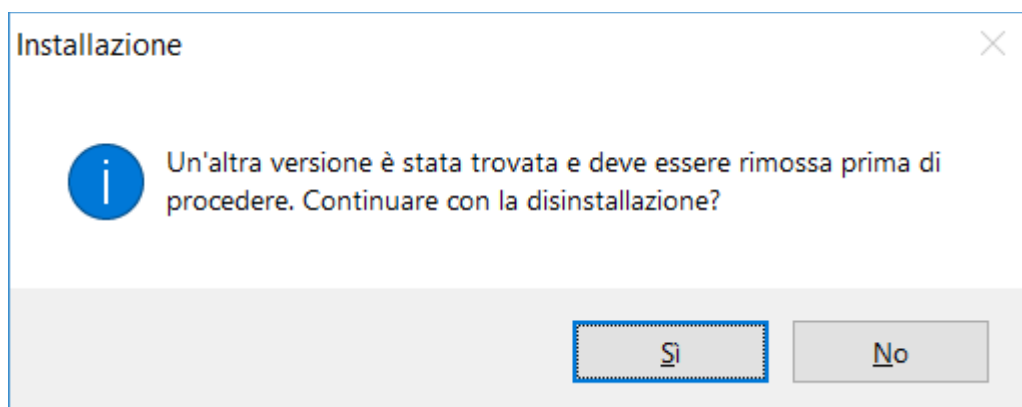 Installazione
Un'altra versione è stata trovata e deve essere rimossa prima di
procedere. Continuare con la disinstallazione?
Sì
No